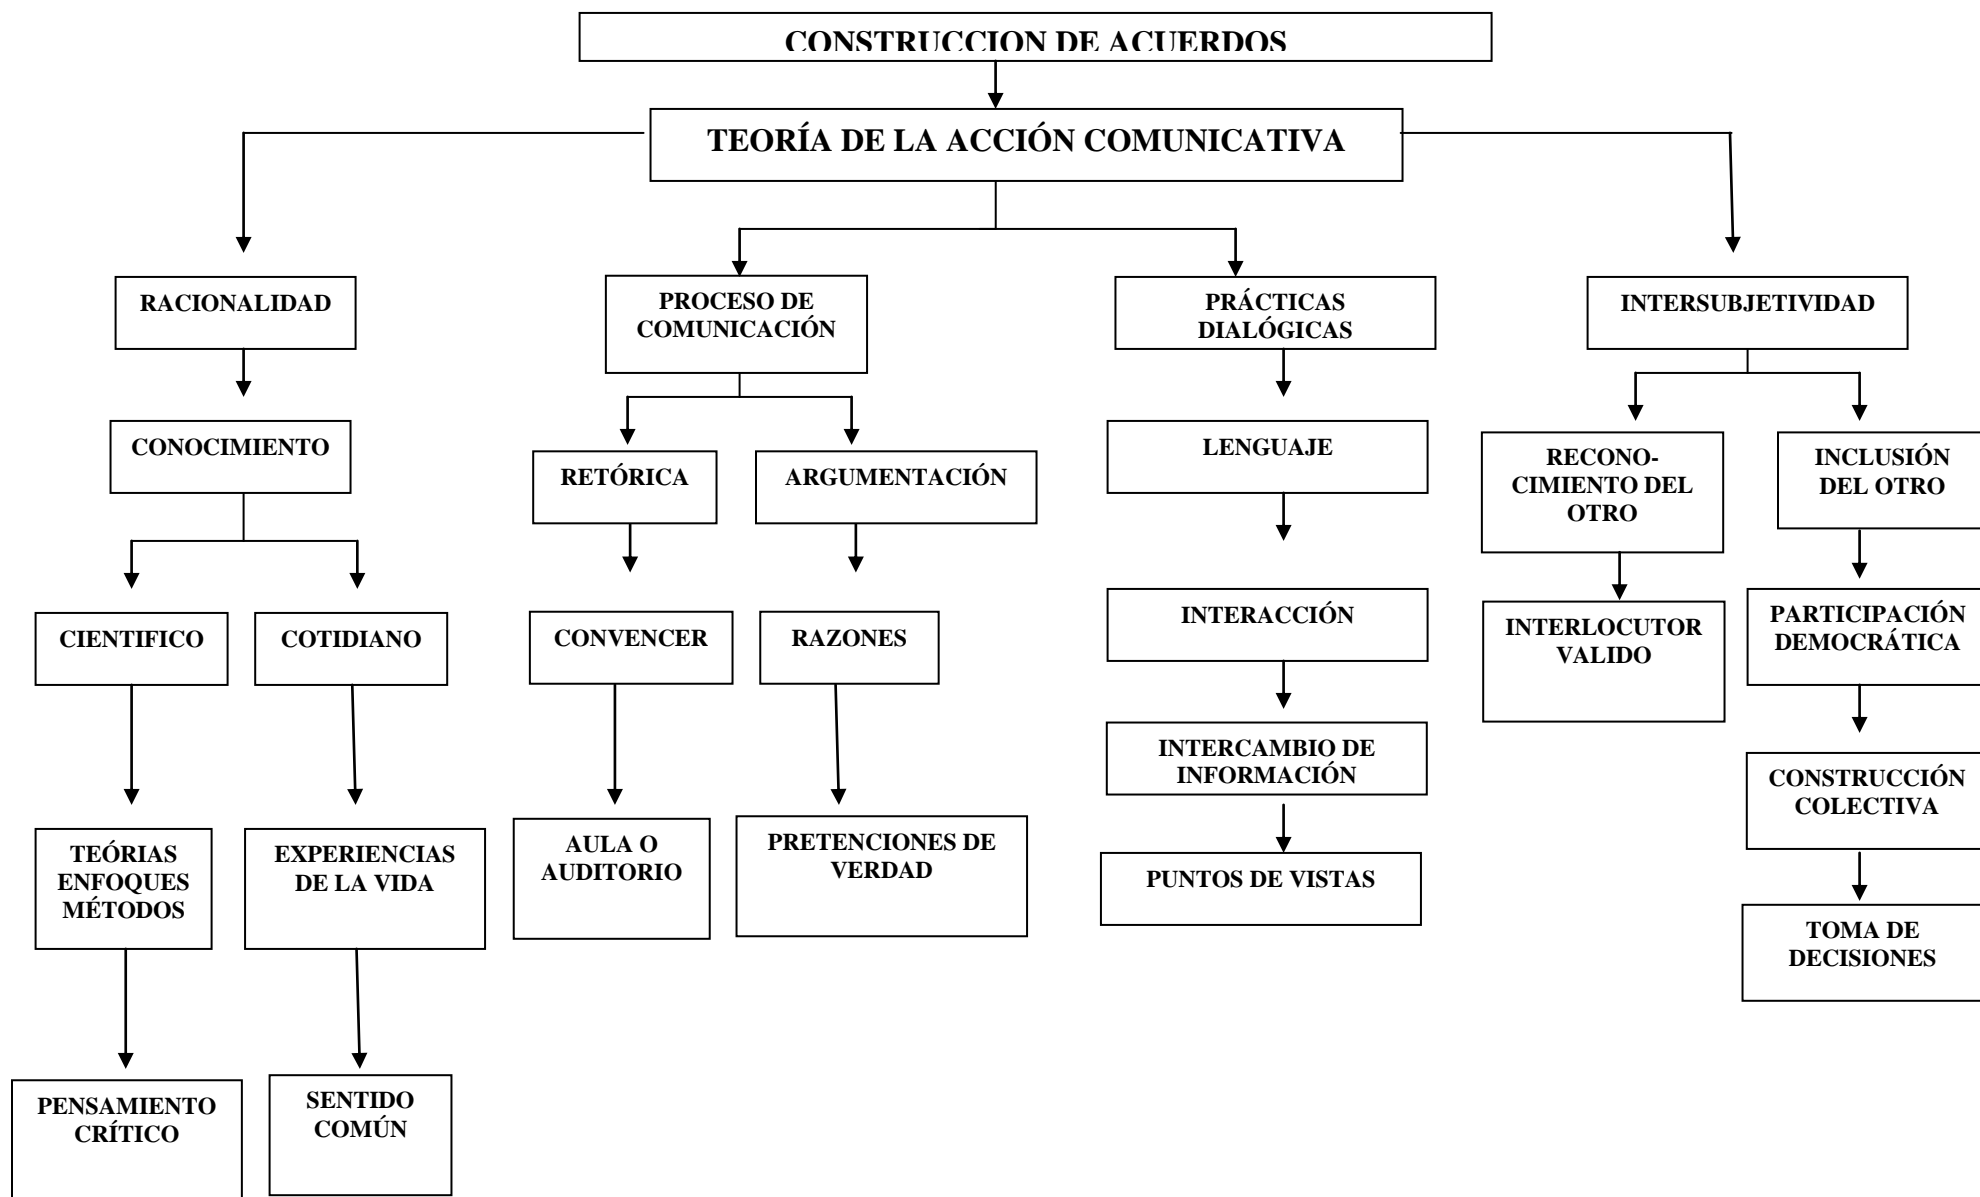 CONSTRUCCION DE ACUERDOS
TEORÍA DE LA ACCIÓN COMUNICATIVA
RACIONALIDAD
PROCESO DE
COMUNICACIÓN
PRÁCTICAS
DIALÓGICAS
INTERSUBJETIVIDAD
CONOCIMIENTO
RETÓRICA
ARGUMENTACIÓN
LENGUAJE
RECONO-
CIMIENTO DEL
OTRO
INCLUSIÓN
DEL OTRO
CIENTIFICO
COTIDIANO
CONVENCER
RAZONES
INTERACCIÓN
INTERLOCUTOR
VALIDO
PARTICIPACIÓN
DEMOCRÁTICA
INTERCAMBIO DE
INFORMACIÓN
CONSTRUCCIÓN
COLECTIVA
TEÓRIAS
ENFOQUES
MÉTODOS
EXPERIENCIAS
DE LA VIDA
AULA O
AUDITORIO
PRETENCIONES DE
VERDAD
PUNTOS DE VISTAS
TOMA DE
DECISIONES
PENSAMIENTO
CRÍTICO
SENTIDO
COMÚN